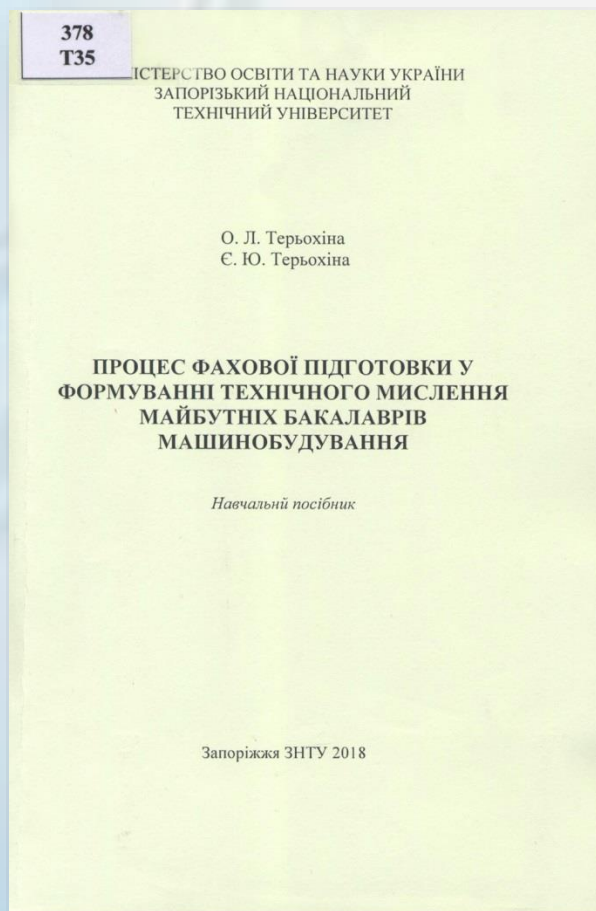 378
Т35
ІСТЕРСТВО ОСВІТИ ТА НАУКИ УКРАЇНИ
ЗАПОРІЗЬКИЙ НАЦІОНАЛЬНИЙ
ТЕХНІЧНИЙ УНІВЕРСИТЕТ
О. Л. Терьохіна
Є. Ю. Терьохіна
ПРОЦЕС ФАХОВОЇ ПІДГОТОВКИ У
ФОРМУВАННІ ТЕХНІЧНОГО МИСЛЕННЯ
МАЙБУТНІХ БАКАЛАВРІВ
МАШИНОБУДУВАННЯ
Навчальнй посібник
Запоріжжя ЗНТУ 2018